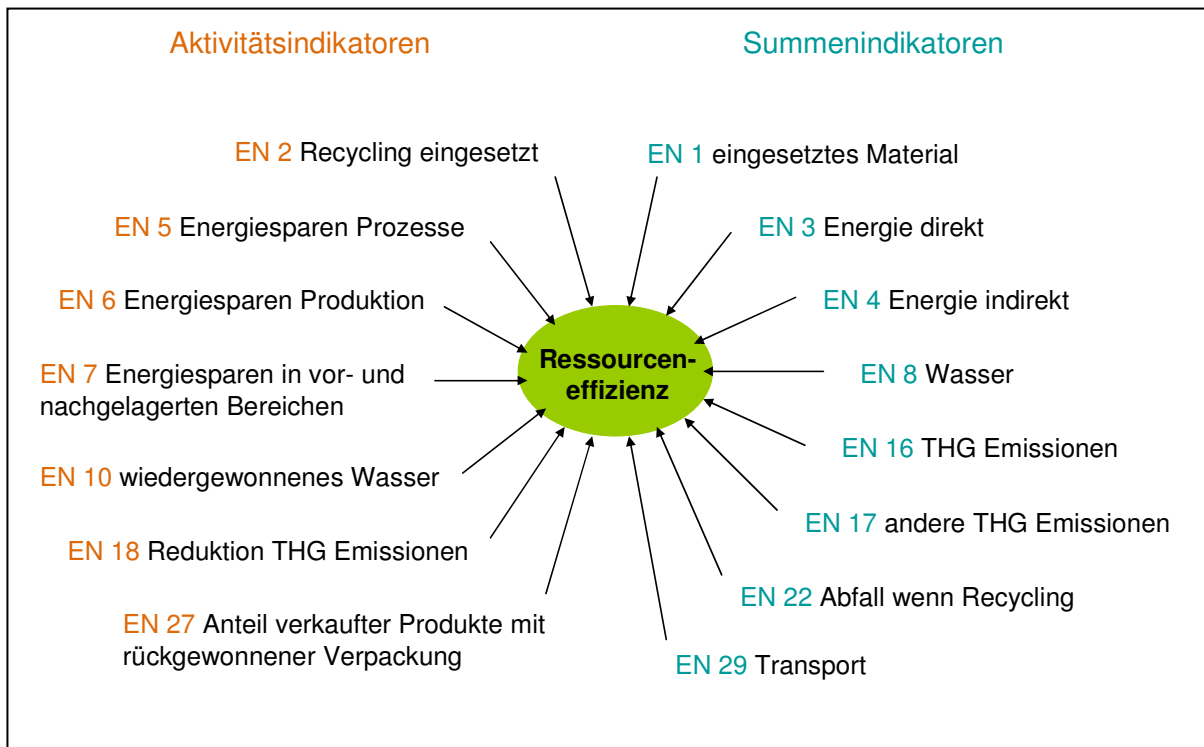 Aktivitätsindikatoren
Summenindikatoren
EN 2 Recycling eingesetzt
EN 5 Energiesparen Prozesse
EN 6 Energiesparen Produktion
EN 7 Energiesparen in vor- und
nachgelagerten Bereichen
EN 10 wiedergewonnenes Wasser
EN 18 Reduktion THG Emissionen
EN 27 Anteil verkaufter Produkte mit
rückgewonnener Verpackung
Ressourcen-
effizienz
EN 1 eingesetztes Material
EN 3 Energie direkt
EN 4 Energie indirekt
EN 8 Wasser
EN 16 THG Emissionen
EN 17 andere THG Emissionen
EN 22 Abfall wenn Recycling
EN 29 Transport